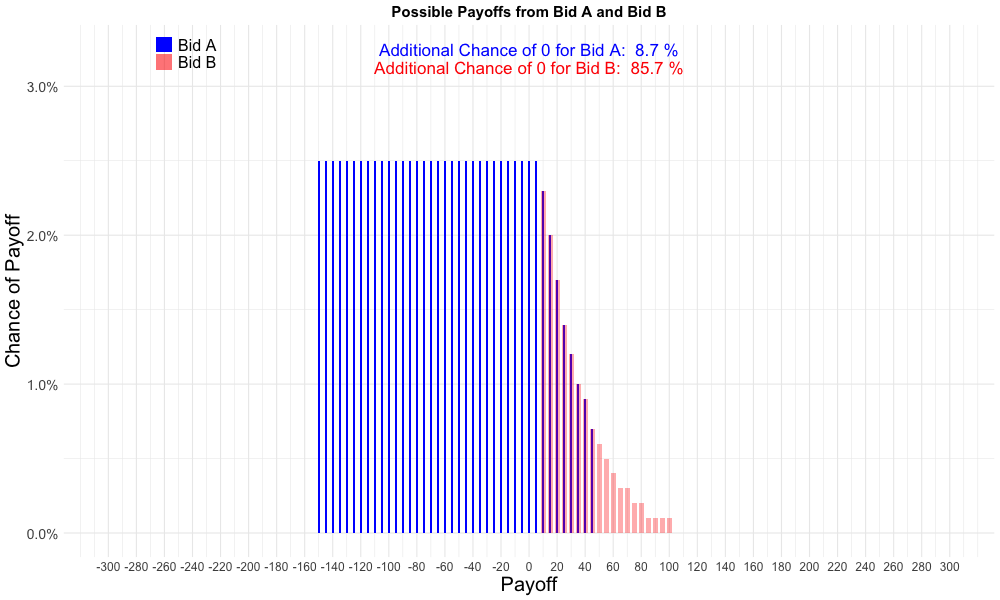 Possible Payoffs from Bid A and Bid B
Bid A
Bid B
Additional Chance of 0 for Bid A: 8.7 %
Additional Chance of 0 for Bid B: 85.7 %
Chance of Payoff
3.0%
2.0%
1.0%
0.0%
-300 -280 -260 -240 -220 -200 -180 -160 -140 -120 -100 -80 -60 -40 -20 0 20 40 60 80 100 120 140 160 180 200 220 240 260 280 300
Payoff